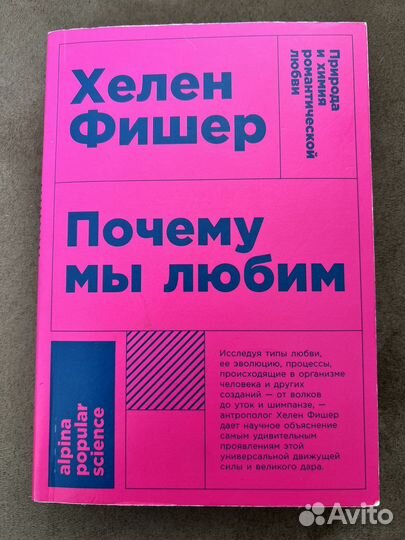 Хелен
Фишер
Природа
и химия
романтической
любви
Почему
мы любим
Исследуя типы любви,
ее эволюцию, процессы,
происходящие в организме
человека и других
созданий — от волков
до уток и шимпанзе, —
антрополог Хелен Фишер
дает научное объяснение
самым удивительным
проявлениям этой
универсальной движущей
силы и великого дара.
alpina
popular
science
Avito